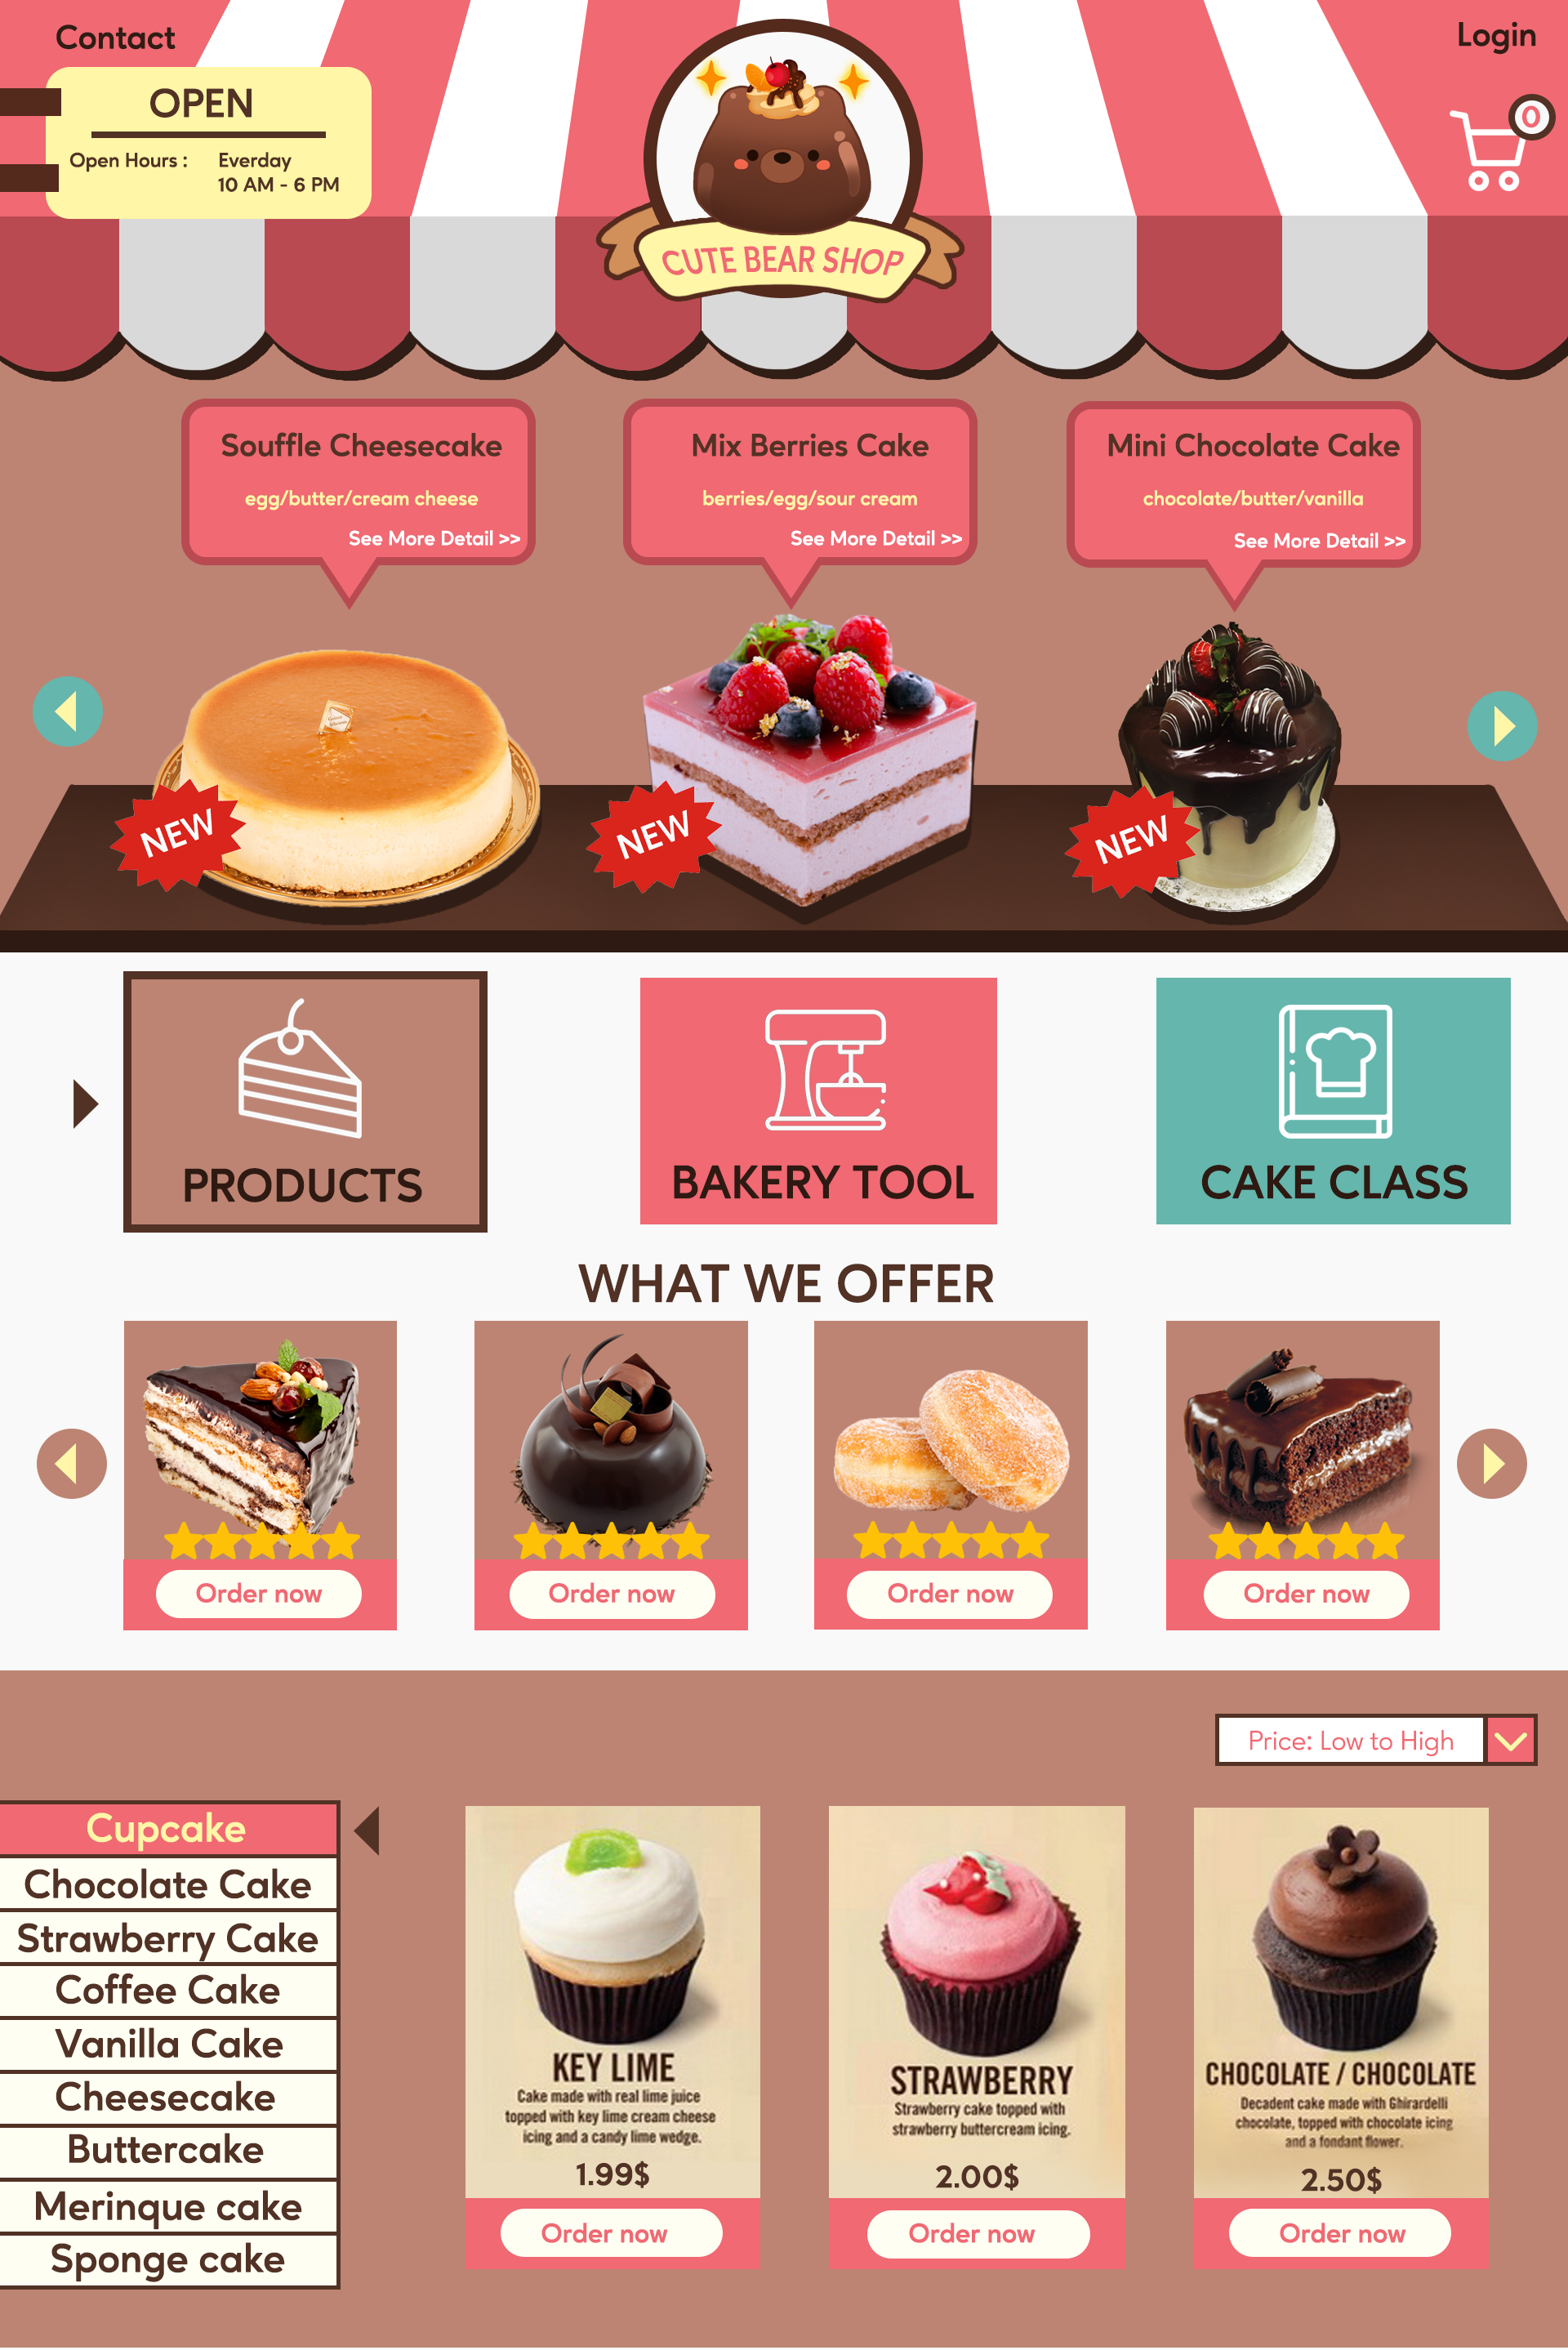 Contact
Login
OPEN
Open Hours : Everday
10 AM - 6 PM
0
CUTE BEAR SHOP
Souffle Cheesecake
egg/butter/cream cheese
See More Detail >>
Mix Berries Cake
berries/egg/sour cream
See More Detail >>
Mini Chocolate Cake
chocolate/butter/vanilla
See More Detail >>
NEW
NEW
NEW
PRODUCTS
BAKERY TOOL
CAKE CLASS
WHAT WE OFFER
Order now
Order now
Order now
Order now
Price: Low to High
Cupcake
Chocolate Cake
Strawberry Cake
Coffee Cake
Vanilla Cake
Cheesecake
Buttercake
Merinque cake
Sponge cake
KEY LIME
Cake made with real lime juice
topped with key lime cream cheese
icing and a candy lime wedge.
1.99$
Order now
STRAWBERRY
Strawberry cake topped with
strawberry buttercream icing.
2.00$
Order now
CHOCOLATE / CHOCOLATE
Decadent cake made with Ghirardelli
chocolate, topped with chocolate icing
and a fondant flower.
2.50$
Order now